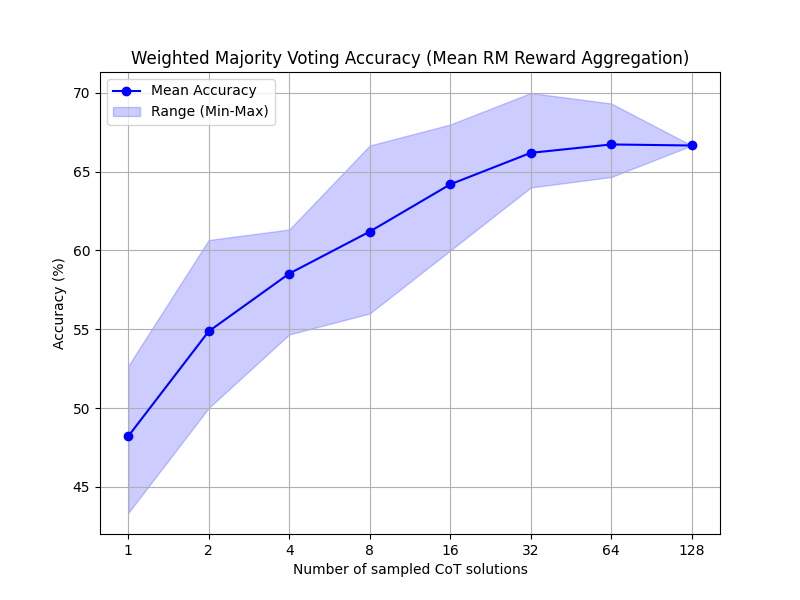 Weighted Majority Voting Accuracy (Mean RM Reward Aggregation)
Mean Accuracy
Range (Min-Max)
Accuracy (%)
70
65
60
55
50
45
1 2 4 8 16 32 64 128
Number of sampled CoT solutions